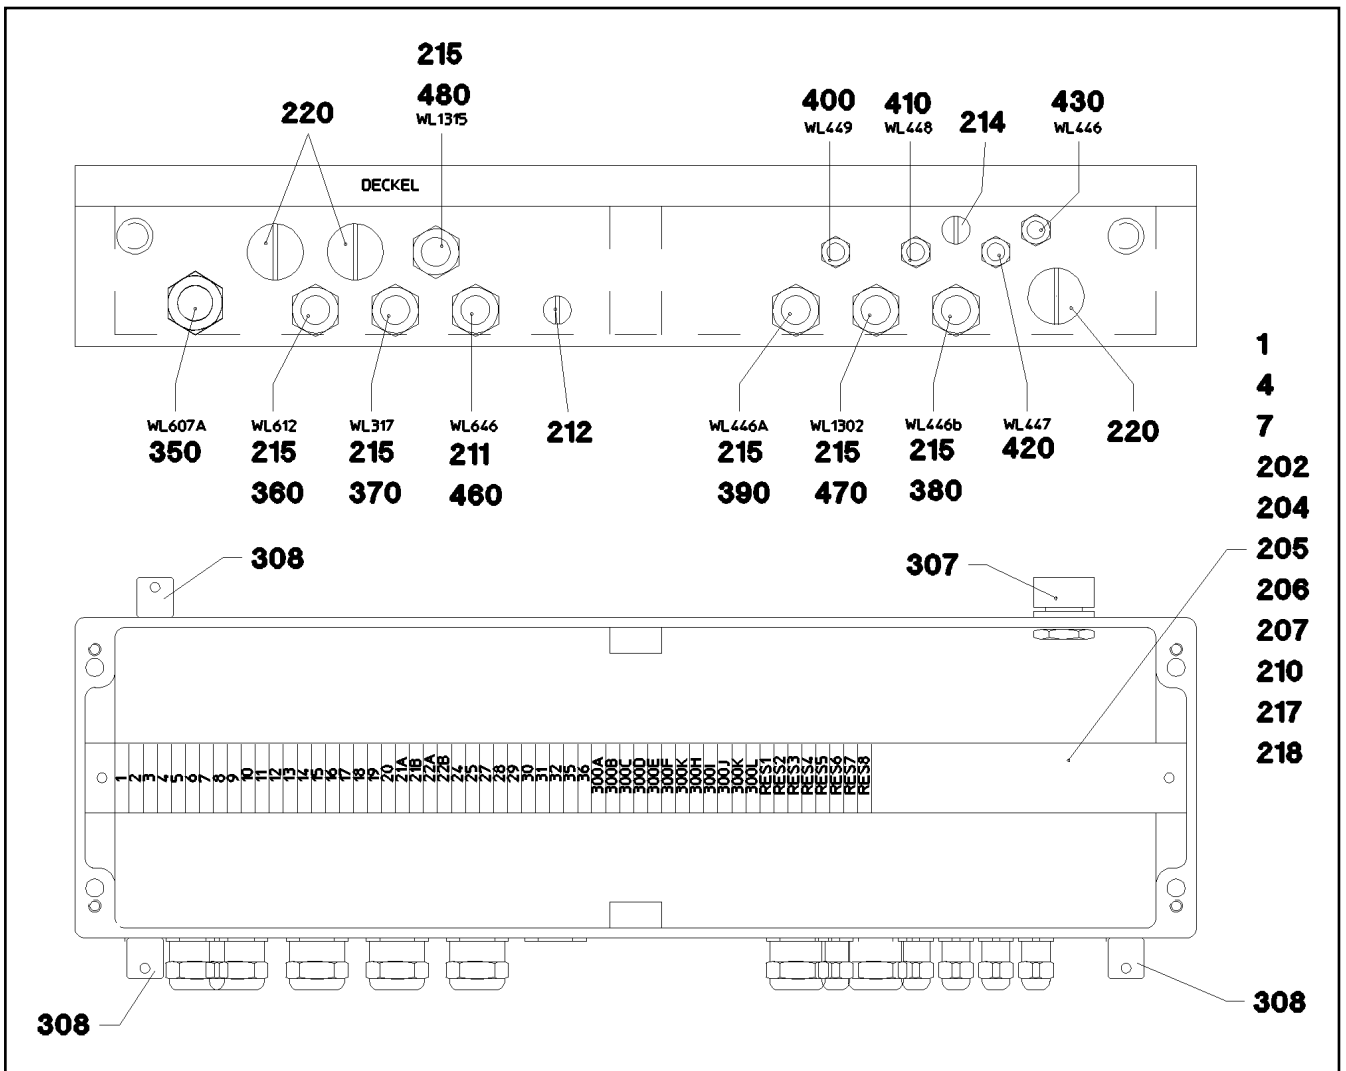 215
480
WL1315
220
400
WL449
410
WL448
214
430
WL446
DECKEL
WL607A
350
WL612
215
360
WL317
215
370
WL646
211
460
212
WL446A
215
390
WL1302
215
470
WL446b
215
380
WL447
420
220
1
4
7
202
204
205
206
207
210
217
218
308
307
1
2
3
4
5
6
7
8
9
10
11
12
13
14
15
16
17
18
19
20
21A
21B
22A
22B
24
25
27
28
29
30
31
32
35
36
300A
300B
300C
300D
300E
300F
300K
300H
300I
300J
300K
300L
RES1
RES2
RES3
RES4
RES5
RES6
RES7
RES8
308
308